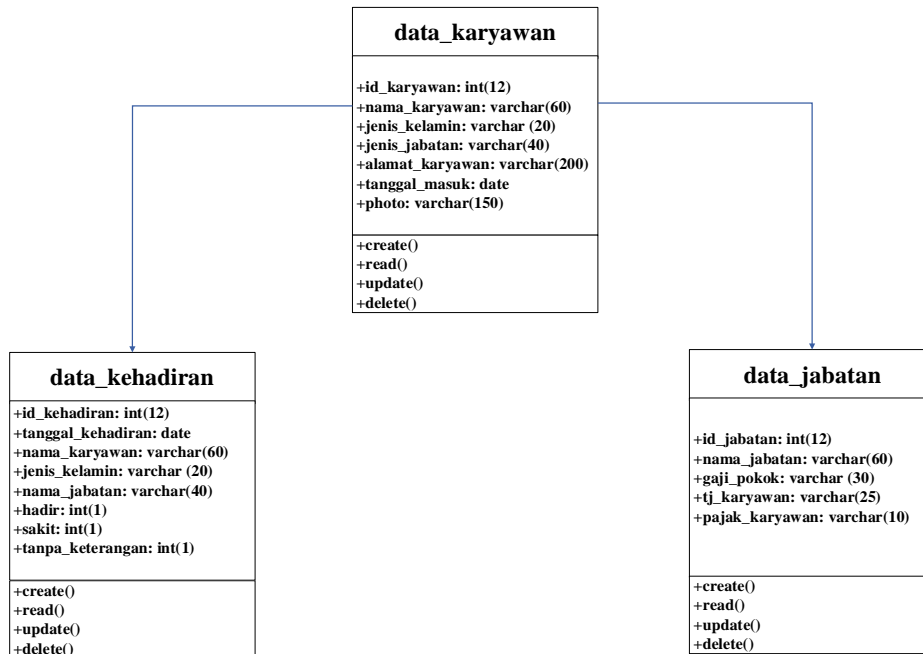 data_karyawan
+id_karyawan: int(12)
+nama_karyawan: varchar(60)
+jenis_kelamin: varchar (20)
+jenis_jabatan: varchar(40)
+alamat_karyawan: varchar(200)
+tanggal_masuk: date
+photo: varchar(150)
+create()
+read()
+update()
+delete()
data_kehadiran
+id_kehadiran: int(12)
+tanggal_kehadiran: date
+nama_karyawan: varchar(60)
+jenis_kelamin: varchar (20)
+nama_jabatan: varchar(40)
+hadir: int(1)
+sakit: int(1)
+tanpa_keterangan: int(1)
+create()
+read()
+update()
+delete()
data_jabatan
+id_jabatan: int(12)
+nama_jabatan: varchar(60)
+gaji_pokok: varchar (30)
+tj_karyawan: varchar(25)
+pajak_karyawan: varchar(10)
+create()
+read()
+update()
+delete()